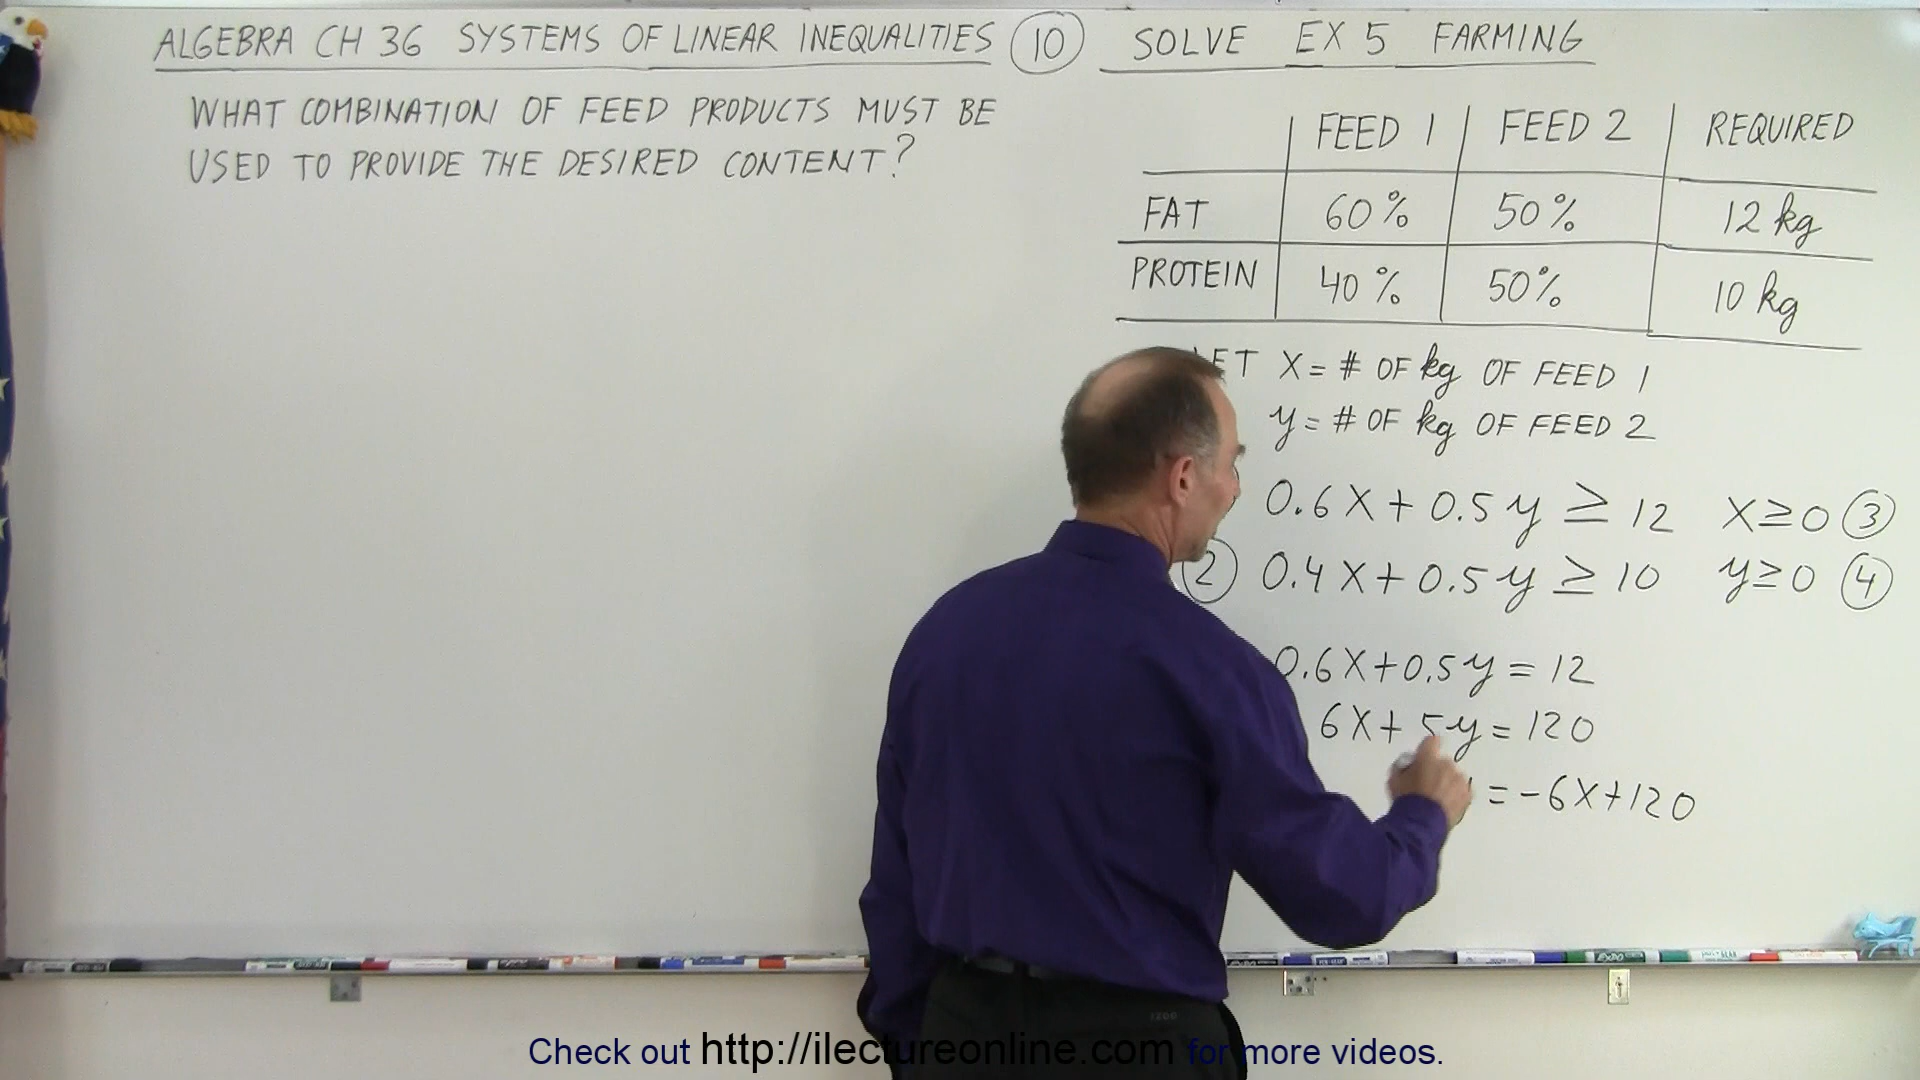 ALGEBRA CH 36 SYSTEMS OF LINEAR INEQUALITIES 10 SOLVE EX 5 FARMING
WHAT COMBINATION OF FEED PRODUCTS MUST BE
USED TO PROVIDE THE DESIRED CONTENT?
FEED 1 FEED 2 REQUIRED
FAT 60% 50% 12 kg
PROTEIN 40% 50% 10 kg
X = # OF kg OF FEED 1
y = # OF kg OF FEED 2
0.6X + 0.5y ≥ 12 X ≥ 0 3
2 0.4X + 0.5y ≥ 10 y ≥ 0 4
0.6X + 0.5y = 12
6X + 5y = 120
= -6X + 120
Check out http://ilectureonline.com for more videos.